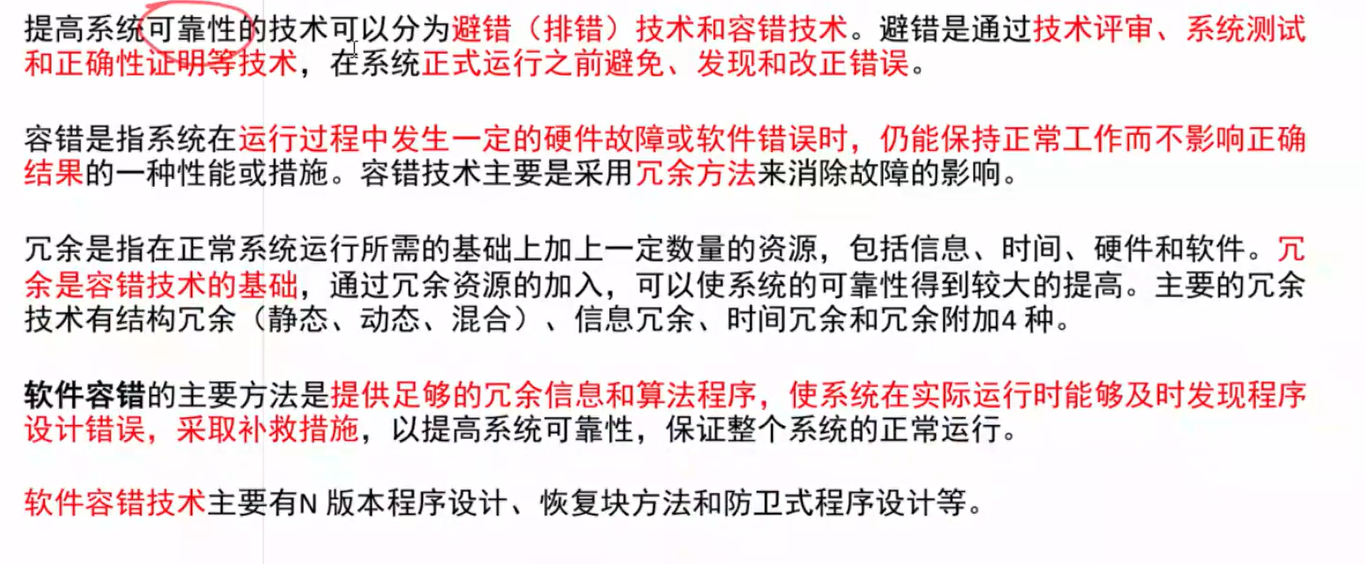 提高系统可靠性的技术可以分为避错（排错）技术和容错技术。避错是通过技术评审、系统测试
和正确性证明等技术，在系统正式运行之前避免、发现和改正错误。
容错是指系统在运行过程中发生一定的硬件故障或软件错误时，仍能保持正常工作而不影响正确
结果的一种性能或措施。容错技术主要是采用冗余方法来消除故障的影响。
冗余是指在正常系统运行所需的基础上加上一定数量的资源，包括信息、时间、硬件和软件。冗
余是容错技术的基础，通过冗余资源的加入，可以使系统的可靠性得到较大的提高。主要的冗余
技术有结构冗余（静态、动态、混合）、信息冗余、时间冗余和冗余附加4 种。
软件容错的主要方法是提供足够的冗余信息和算法程序，使系统在实际运行时能够及时发现程序
设计错误，采取补救措施，以提高系统可靠性，保证整个系统的正常运行。
软件容错技术主要有N 版本程序设计、恢复块方法和防卫式程序设计等。